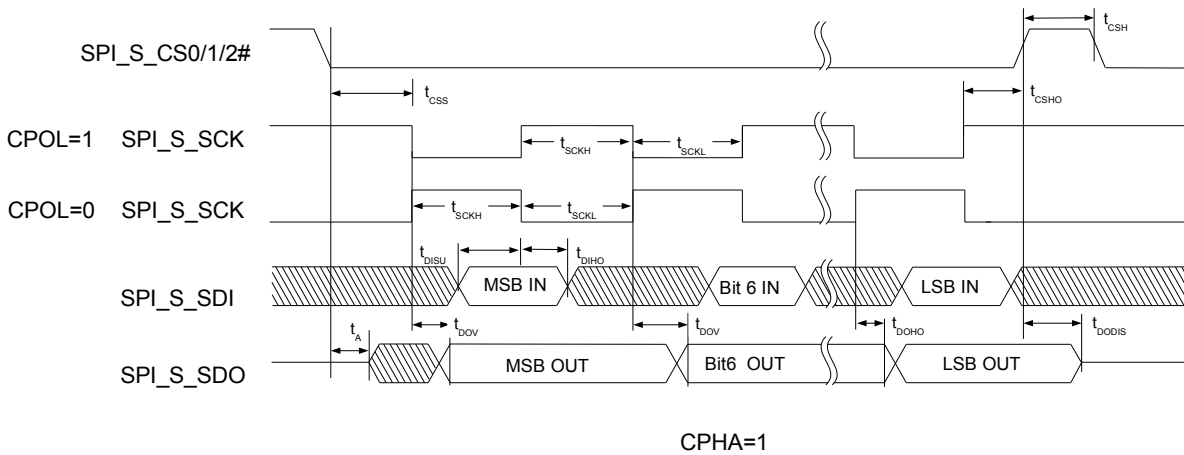 SPI_S_CS0/1/2#
tCSH
tCSS
tCSHO
CPOL=1 SPI_S_SCK
tSCKH
tSCKL
CPOL=0 SPI_S_SCK
tSCKH
tSCKL
tDISU
tDIHO
SPI_S_SDI
MSB IN
Bit 6 IN
LSB IN
tA
tDOV
tDOV
tDOHO
tDODIS
SPI_S_SDO
MSB OUT
Bit6 OUT
LSB OUT
CPHA=1